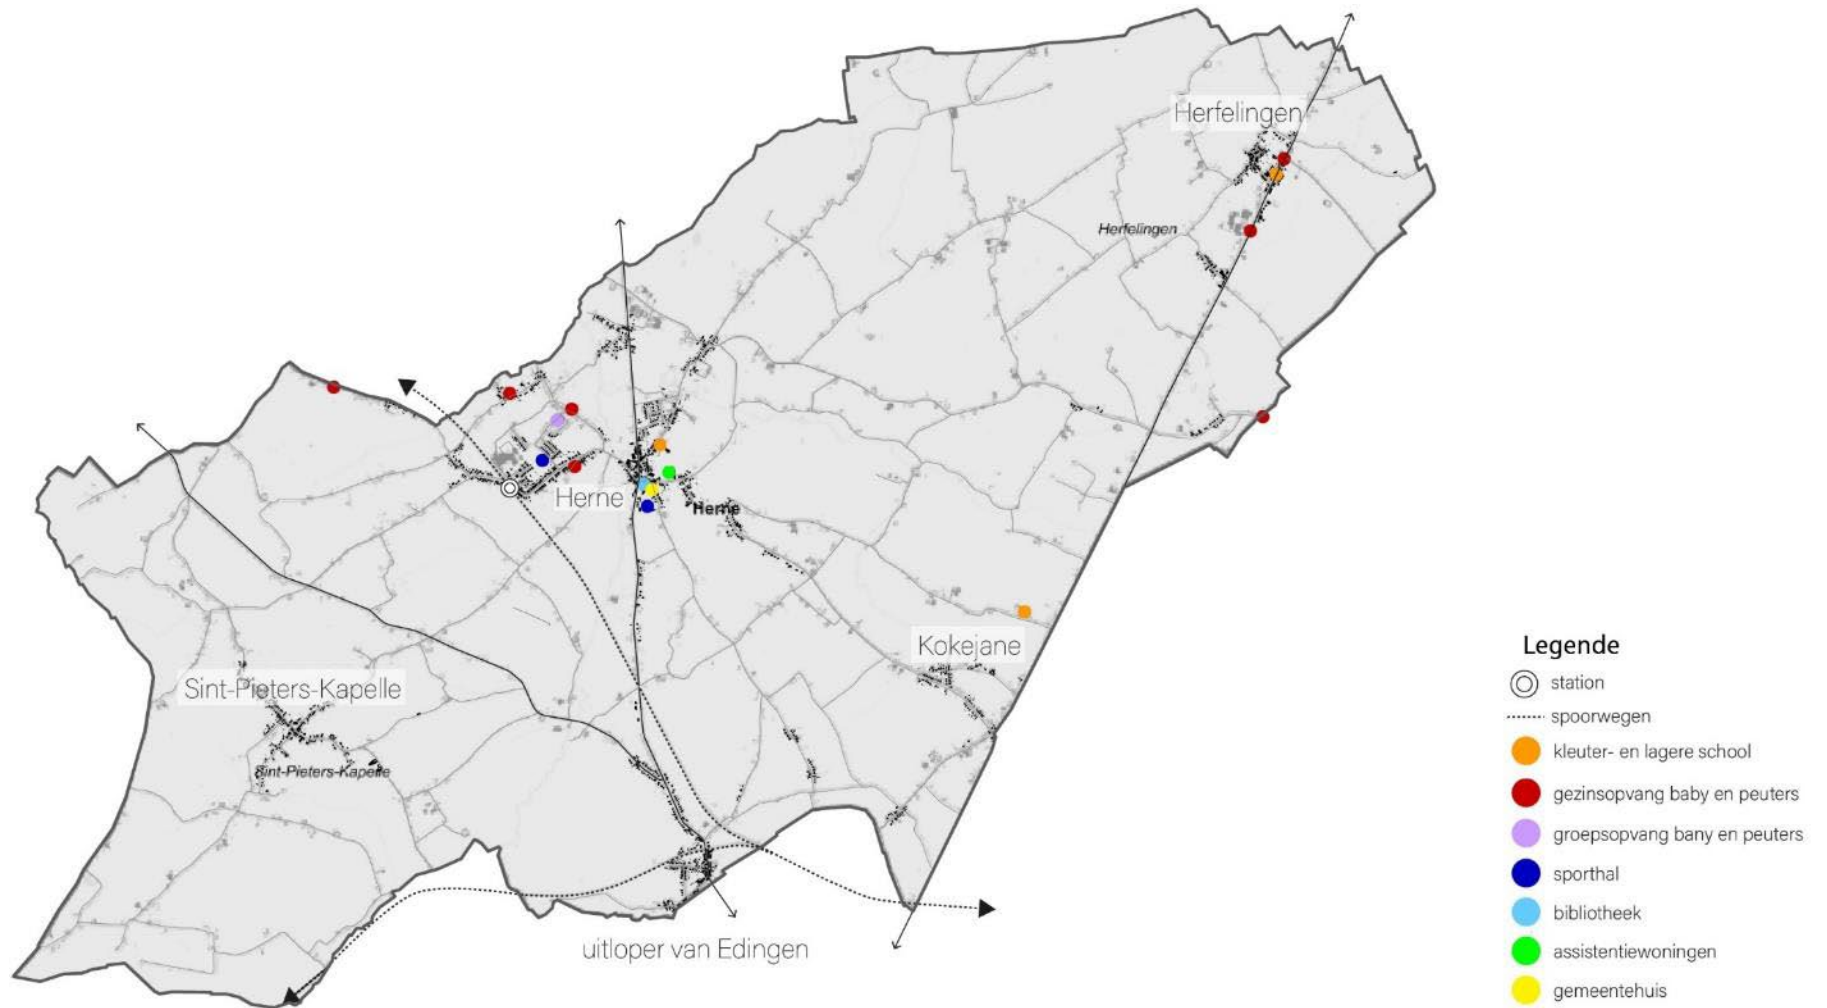 Herfelingen
Herfelingen
Herne
Herne
Kokejane
Sint-Pieters-Kapelle
Sint-Pieters-Kapelle
uitloper van Edingen
Legende
station
spoorwegen
kleuter- en lagere school
gezinsopvang baby en peuters
groepsopvang bany en peuters
sporthal
bibliotheek
assistentiewoningen
gemeentehuis